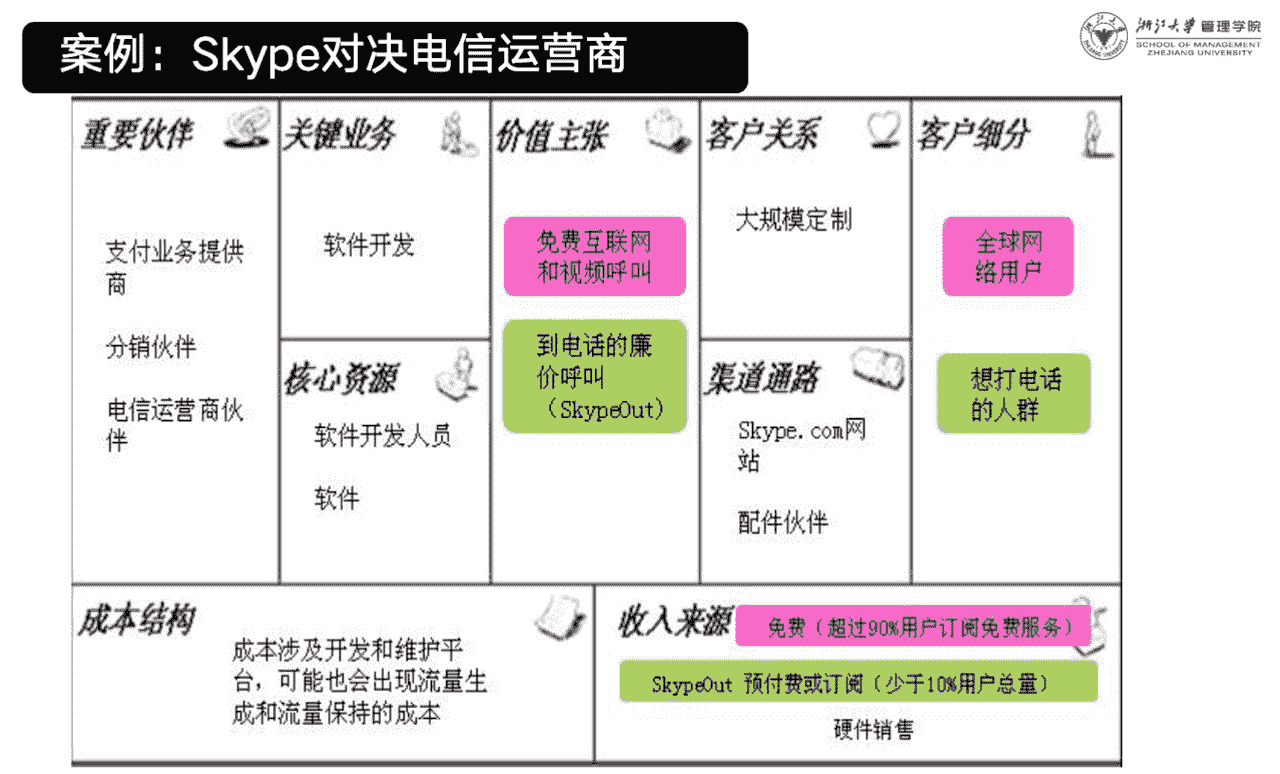 案例：Skype对决电信运营商
浙江大学管理学院
SCHOOL OF MANAGEMENT
ZHEJIANG UNIVERSITY
重要伙伴
支付业务提供
商
分销伙伴
电信运营商伙
伴
关键业务
软件开发
核心资源
软件开发人员
软件
价值主张
免费互联网
和视频呼叫
到电话的廉
价呼叫
（SkypeOut）
客户关系
大规模定制
渠道通路
Skype.com网
站
配件伙伴
客户细分
全球网
络用户
想打电话
的人群
成本结构
成本涉及开发和维护平
台，可能也会出现流量生
成和流量保持的成本
收入来源
免费（超过90%用户订阅免费服务）
SkypeOut 预付费或订阅（少于10%用户总量）
硬件销售